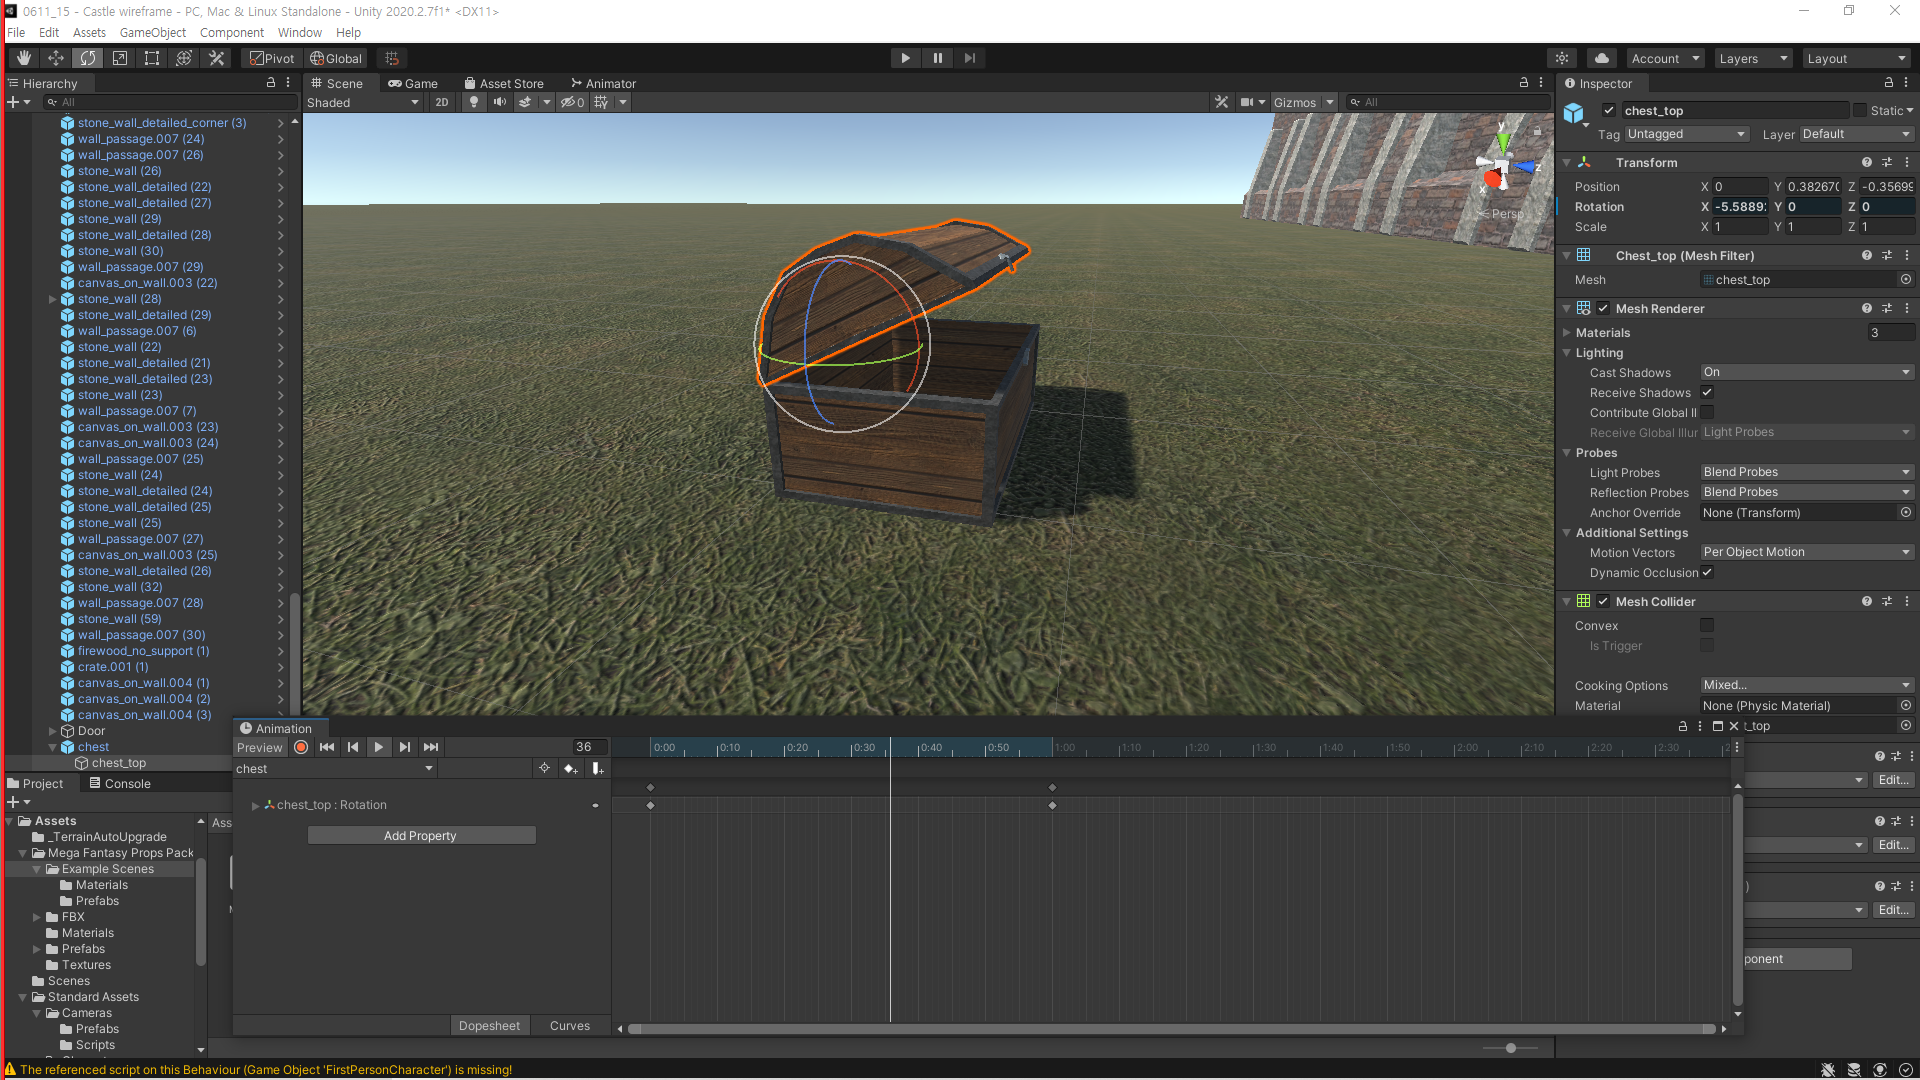 0611_15 - Castle wireframe - PC, Mac & Linux Standalone - Unity 2020.2.7f1* <DX11>
File Edit Assets GameObject Component Window Help
Pivot Global Account Layers Layout
Hierarchy
All
stone_wall_detailed_corner (3)
wall_passage.007 (24)
wall_passage.007 (26)
stone_wall (26)
stone_wall_detailed (22)
stone_wall_detailed (27)
stone_wall (29)
stone_wall_detailed (28)
stone_wall (30)
wall_passage.007 (29)
canvas_on_wall.003 (22)
stone_wall (28)
stone_wall_detailed (29)
wall_passage.007 (6)
stone_wall (22)
stone_wall_detailed (21)
stone_wall_detailed (23)
stone_wall (23)
wall_passage.007 (7)
canvas_on_wall.003 (23)
canvas_on_wall.003 (24)
wall_passage.007 (25)
stone_wall (24)
stone_wall_detailed (24)
stone_wall_detailed (25)
stone_wall (25)
wall_passage.007 (27)
canvas_on_wall.003 (25)
stone_wall_detailed (26)
stone_wall (32)
wall_passage.007 (28)
stone_wall (59)
wall_passage.007 (30)
firewood_no_support (1)
crate.001 (1)
canvas_on_wall.004 (1)
canvas_on_wall.004 (2)
canvas_on_wall.004 (3)
Door
chest
chest_top
Scene Game Asset Store Animator
Shaded 2D 0 Gizmos All
y
z
x
Persp
Inspector
chest_top Static
Tag Untagged Layer Default
Transform
Position X 0 Y 0.38267 Z -0.35699
Rotation X -5.5889 Y 0 Z 0
Scale X 1 Y 1 Z 1
Chest_top (Mesh Filter)
Mesh chest_top
Mesh Renderer
Materials 3
Lighting
Cast Shadows On
Receive Shadows
Contribute Global Il
Receive Global Illur Light Probes
Probes
Light Probes Blend Probes
Reflection Probes Blend Probes
Anchor Override None (Transform)
Additional Settings
Motion Vectors Per Object Motion
Dynamic Occlusion
Mesh Collider
Convex
Is Trigger
Cooking Options Mixed...
Material None (Physic Material)
t_top
Edit...
Edit...
)
Edit...
ponent
Animation
Preview 36
0:00 0:10 0:20 0:30 0:40 0:50 1:00 1:10 1:20 1:30 1:40 1:50 2:00 2:10 2:20 2:30
chest
chest_top : Rotation
Add Property
Dopesheet Curves
Project Console
Ass
Assets
_TerrainAutoUpgrade
Mega Fantasy Props Pack
Example Scenes
Materials
Prefabs
FBX
Materials
Prefabs
Textures
Scenes
Standard Assets
Cameras
Prefabs
Scripts
The referenced script on this Behaviour (Game Object 'FirstPersonCharacter') is missing!